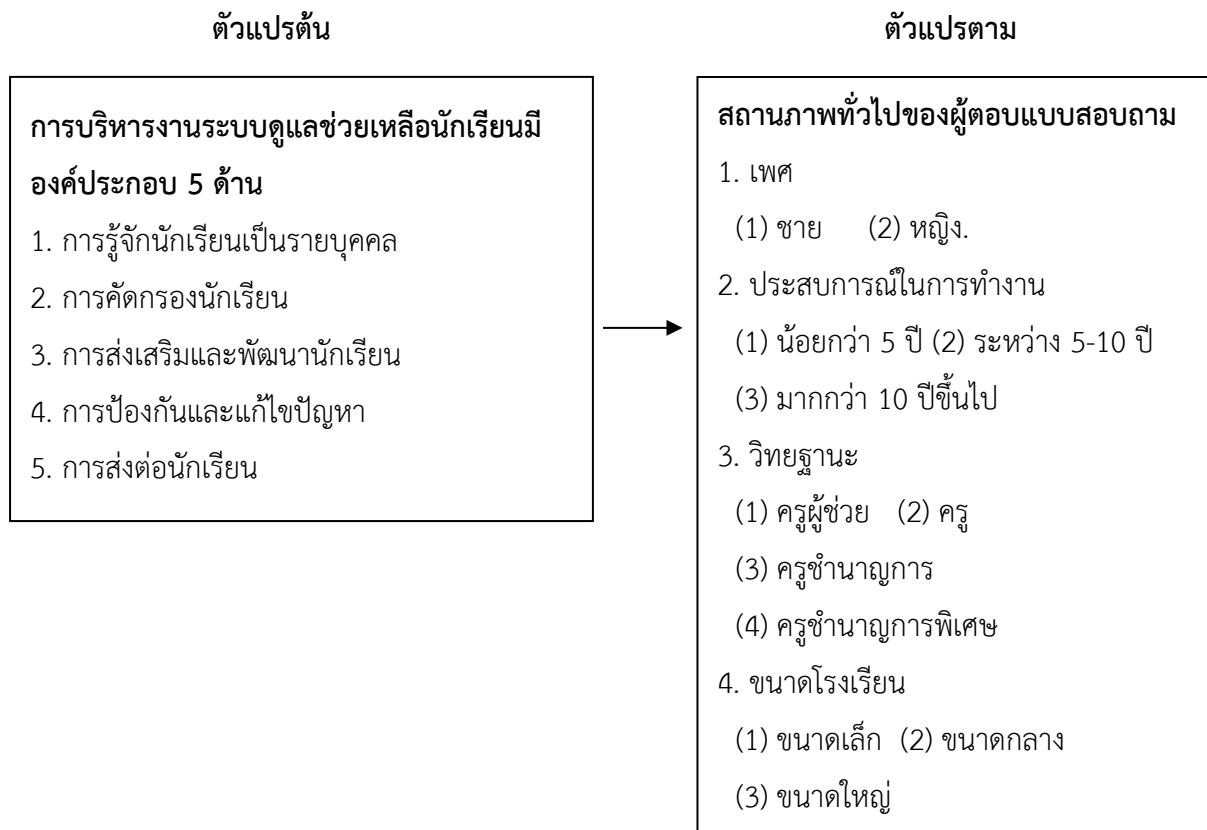 ตัวแปรต้น
ตัวแปรตาม
การบริหารงานระบบดูแลช่วยเหลือนักเรียนมี
องค์ประกอบ 5 ด้าน
1. การรู้จักนักเรียนเป็นรายบุคคล
2. การคัดกรองนักเรียน
3. การส่งเสริมและพัฒนานักเรียน
4. การป้องกันและแก้ไขปัญหา
5. การส่งต่อนักเรียน
สถานภาพทั่วไปของผู้ตอบแบบสอบถาม
1. เพศ
(1) ชาย (2) หญิง.
2. ประสบการณ์ในการทำงาน
(1) น้อยกว่า 5 ปี (2) ระหว่าง 5-10 ปี
(3) มากกว่า 10 ปีขึ้นไป
3. วิทยฐานะ
(1) ครูผู้ช่วย (2) ครู
(3) ครูชำนาญการ
(4) ครูชำนาญการพิเศษ
4. ขนาดโรงเรียน
(1) ขนาดเล็ก (2) ขนาดกลาง
(3) ขนาดใหญ่